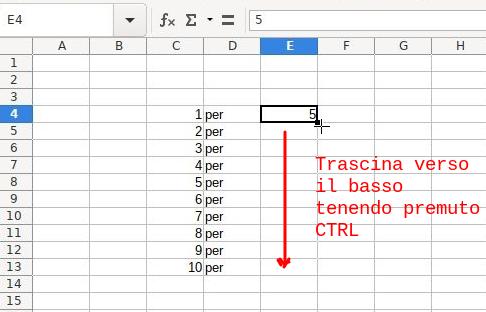 E4 fx Σ = 5
A B C D E F G H
1
2
3
4 1 per 5
5 2 per
6 3 per
7 4 per Trascina verso
8 5 per il basso
9 6 per tenendo premuto
10 7 per CTRL
11 8 per
12 9 per
13 10 per
14
15